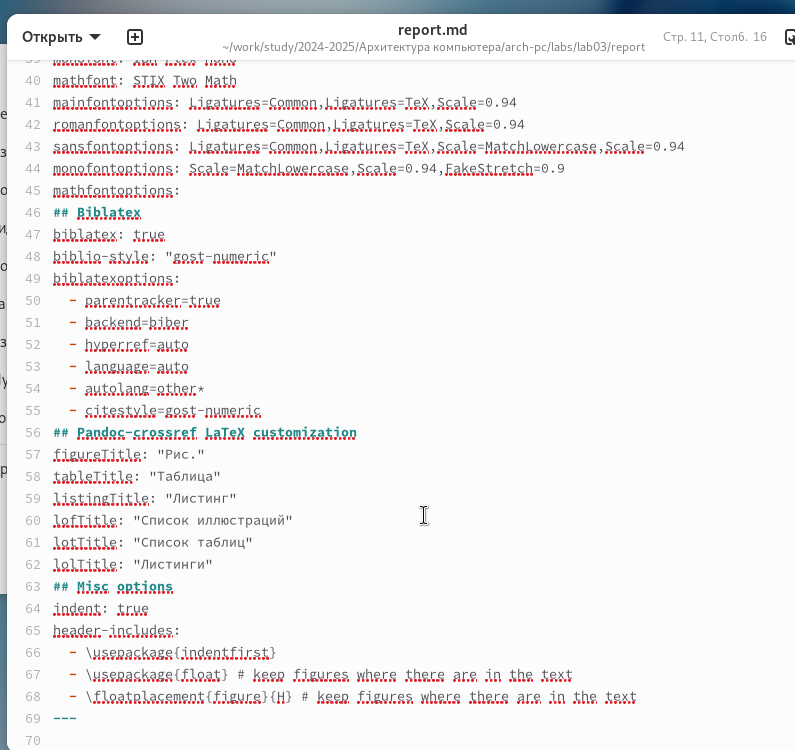 Открыть
report.md
~/work/study/2024-2025/Архитектура компьютера/arch-pc/labs/lab03/report
Стр. 11, Столб. 16
40 mathfont: STIX Two Math
41 mainfontoptions: Ligatures=Common,Ligatures=TeX,Scale=0.94
42 romanfontoptions: Ligatures=Common,Ligatures=TeX,Scale=0.94
43 sansfontoptions: Ligatures=Common,Ligatures=TeX,Scale=MatchLowercase,Scale=0.94
44 monofontoptions: Scale=MatchLowercase,Scale=0.94,FakeStretch=0.9
45 mathfontoptions:
46 ## Biblatex
47 biblatex: true
48 biblio-style: "gost-numeric"
49 biblatexoptions:
50 - parentracker=true
51 - backend=biber
52 - hyperref=auto
53 - language=auto
54 - autolang=other*
55 - citestyle=gost-numeric
56 ## Pandoc-crossref LaTeX customization
57 figureTitle: "Рис."
58 tableTitle: "Таблица"
59 listingTitle: "Листинг"
60 lofTitle: "Список иллюстраций"
61 lotTitle: "Список таблиц"
62 lolTitle: "Листинги"
63 ## Misc options
64 indent: true
65 header-includes:
66 - \usepackage{indentfirst}
67 - \usepackage{float} # keep figures where there are in the text
68 - \floatplacement{figure}{H} # keep figures where there are in the text
69 ---
70